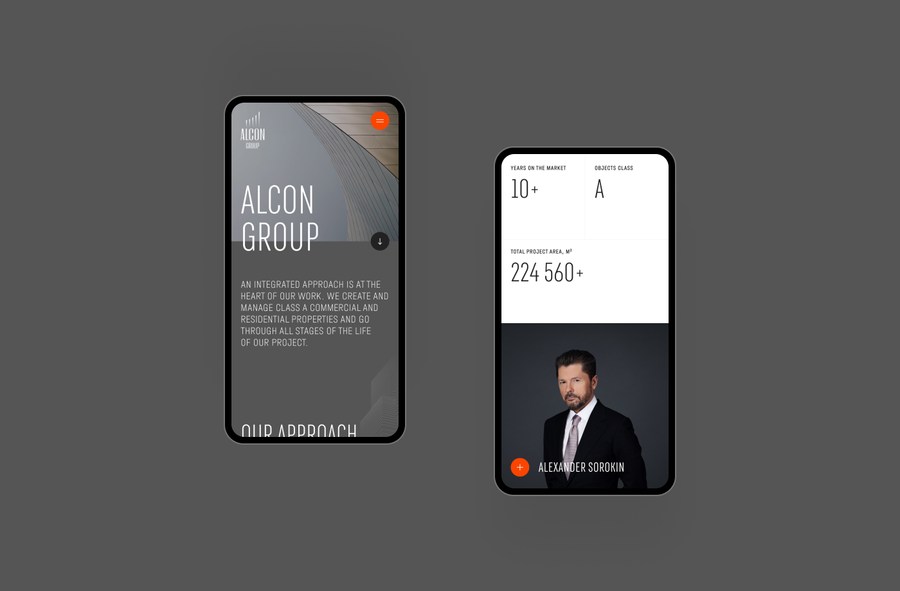 ALCON
GROUP
ALCON
GROUP
AN INTEGRATED APPROACH IS AT THE
HEART OF OUR WORK. WE CREATE AND
MANAGE CLASS A COMMERCIAL AND
RESIDENTIAL PROPERTIES AND GO
THROUGH ALL STAGES OF THE LIFE
OF OUR PROJECT.
OUR APPROACH
YEARS ON THE MARKET
10+
OBJECTS CLASS
A
TOTAL PROJECT AREA, M²
224 560+
ALEXANDER SOROKIN